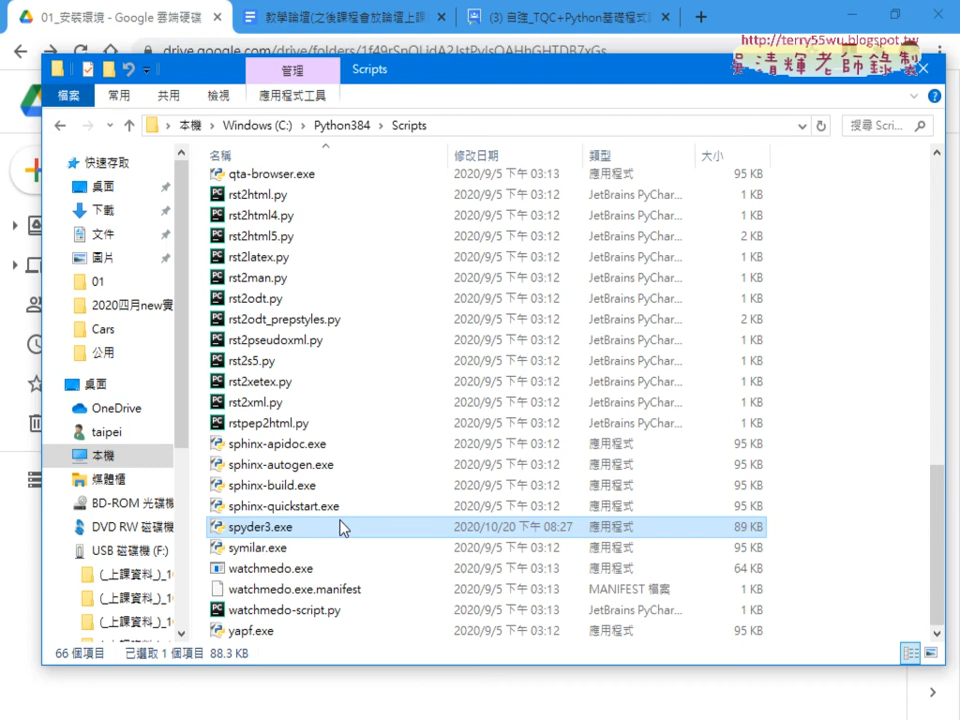 01_安裝環境 - Google 雲端硬碟
教學論壇(之後課程會放論壇上課
(3) 自強_TQC+Python基礎程式
drive.google.com/drive/folders/1f49rSnOLidA2JstPvIsOAHbGHTDB7xGs
http://terry55wu.blogspot.tw
吳清輝老師錄製
管理
Scripts
檔案
常用
共用
檢視
應用程式工具
本機 > Windows (C:) > Python384 > Scripts
搜尋 Scri...
快速存取
桌面
下載
文件
圖片
01
2020四月new實
Cars
公用
桌面
OneDrive
taipei
本機
媒體櫃
BD-ROM 光碟機
DVD RW 磁碟機
USB 磁碟機 (F:)
(_上課資料_)_1
(_上課資料_)_1
(_上課資料_)_1
名稱 修改日期 類型 大小
qta-browser.exe 2020/9/5 下午 03:13 應用程式 95 KB
rst2html.py 2020/9/5 下午 03:12 JetBrains PyChar... 1 KB
rst2html4.py 2020/9/5 下午 03:12 JetBrains PyChar... 1 KB
rst2html5.py 2020/9/5 下午 03:12 JetBrains PyChar... 2 KB
rst2latex.py 2020/9/5 下午 03:12 JetBrains PyChar... 1 KB
rst2man.py 2020/9/5 下午 03:12 JetBrains PyChar... 1 KB
rst2odt.py 2020/9/5 下午 03:12 JetBrains PyChar... 1 KB
rst2odt_prepstyles.py 2020/9/5 下午 03:12 JetBrains PyChar... 2 KB
rst2pseudoxml.py 2020/9/5 下午 03:12 JetBrains PyChar... 1 KB
rst2s5.py 2020/9/5 下午 03:12 JetBrains PyChar... 1 KB
rst2xetex.py 2020/9/5 下午 03:12 JetBrains PyChar... 1 KB
rst2xml.py 2020/9/5 下午 03:12 JetBrains PyChar... 1 KB
rstpep2html.py 2020/9/5 下午 03:12 JetBrains PyChar... 1 KB
sphinx-apidoc.exe 2020/9/5 下午 03:12 應用程式 95 KB
sphinx-autogen.exe 2020/9/5 下午 03:12 應用程式 95 KB
sphinx-build.exe 2020/9/5 下午 03:12 應用程式 95 KB
sphinx-quickstart.exe 2020/9/5 下午 03:12 應用程式 95 KB
spyder3.exe 2020/10/20 下午 08:27 應用程式 89 KB
symilar.exe 2020/9/5 下午 03:12 應用程式 95 KB
watchmedo.exe 2020/9/5 下午 03:13 應用程式 64 KB
watchmedo.exe.manifest 2020/9/5 下午 03:13 MANIFEST 檔案 1 KB
watchmedo-script.py 2020/9/5 下午 03:13 JetBrains PyChar... 1 KB
yapf.exe 2020/9/5 下午 03:12 應用程式 95 KB
66 個項目 已選取 1 個項目 88.3 KB